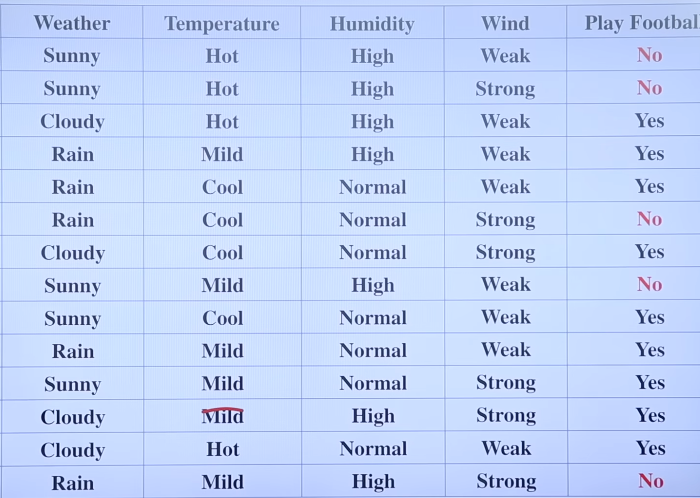 Weather Temperature Humidity Wind Play Footbal
Sunny Hot High Weak No
Sunny Hot High Strong No
Cloudy Hot High Weak Yes
Rain Mild High Weak Yes
Rain Cool Normal Weak Yes
Rain Cool Normal Strong No
Cloudy Cool Normal Strong Yes
Sunny Mild High Weak No
Sunny Cool Normal Weak Yes
Rain Mild Normal Weak Yes
Sunny Mild Normal Strong Yes
Cloudy Mild High Strong Yes
Cloudy Hot Normal Weak Yes
Rain Mild High Strong No